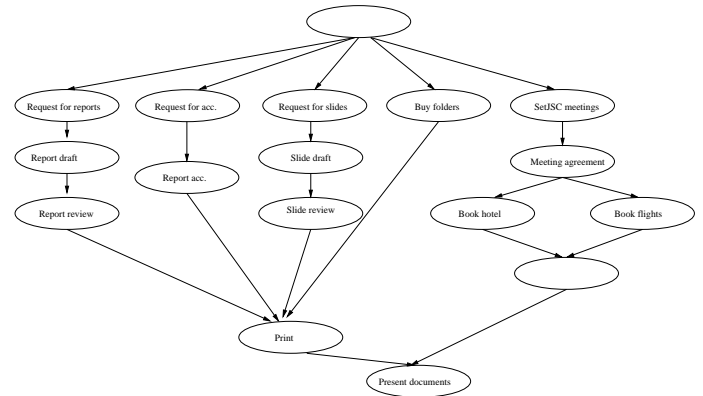 Request for reports
Request for acc.
Request for slides
Buy folders
SetJSC meetings
Report draft
Slide draft
Meeting agreement
Report acc.
Report review
Slide review
Book hotel
Book flights
Print
Present documents